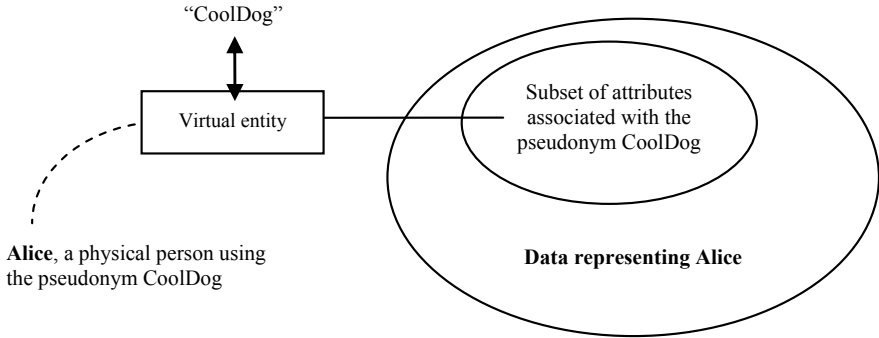 “CoolDog”
Virtual entity
Subset of attributes
associated with the
pseudonym CoolDog
Alice, a physical person using
the pseudonym CoolDog
Data representing Alice